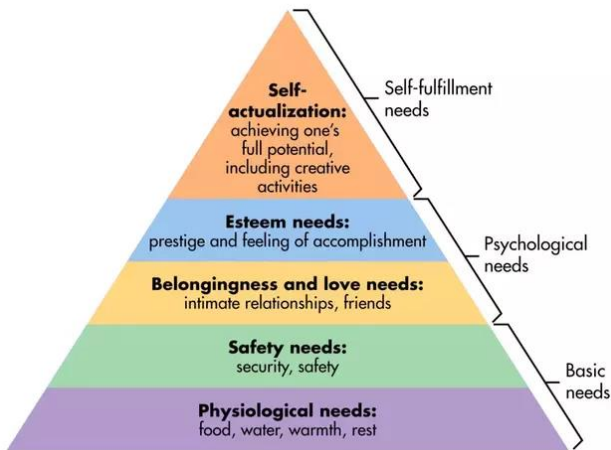 Self-
actualization:
achieving one's
full potential,
including creative
activities
Self-fulfillment
needs
Esteem needs:
prestige and feeling of accomplishment
Belongingness and love needs:
intimate relationships, friends
Psychological
needs
Safety needs:
security, safety
Physiological needs:
food, water, warmth, rest
Basic
needs